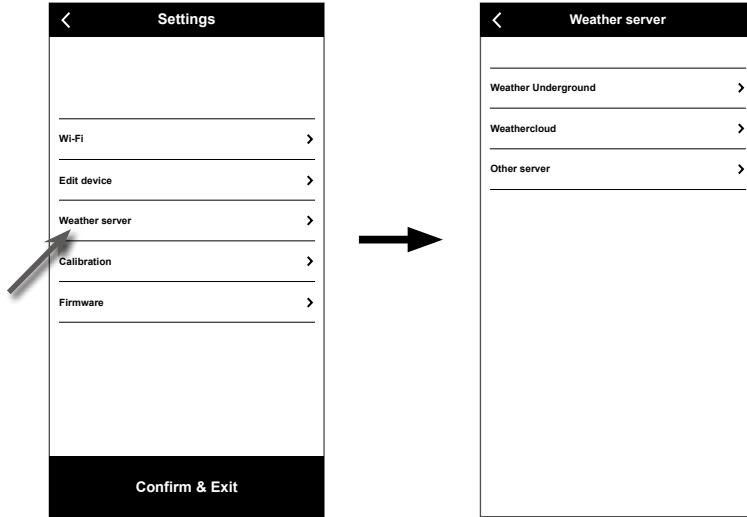 Settings
Wi-Fi
Edit device
Weather server
Calibration
Firmware
Confirm & Exit
Weather server
Weather Underground
Weathercloud
Other server